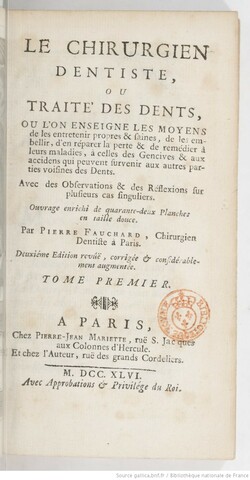 LE CHIRURGIEN
DENTISTE,
OU
TRAITE' DES DENTS,
OU L'ON ENSEIGNE LES MOYENS
de les entretenir propres & saines, de les em-
bellir, d'en réparer la perte & de remédier à
leurs maladies, à celles des Gencives & aux
accidens qui peuvent survenir aux autres par-
ties voisines des Dents.
Avec des Observations & des Réflexions sur
plusieurs cas singuliers.
Ouvrage enrichi de quarante-deux Planches
en taille douce.
Par PIERRE FAUCHARD, Chirurgien
Dentiste à Paris.
Deuxième Edition revûë, corrigée & considérable-
ment augmentée.
TOME PREMIER.
A PARIS,
Chez PIERRE-JEAN MARIETTE, ruë S. Jacques
aux Colonnes d'Hercule.
Et chez l'Auteur, ruë des grands Cordeliers.
M. DCC. XLVI.
Avec Approbations & Privilége du Roi.
Source gallica.bnf.fr / Bibliothèque nationale de France